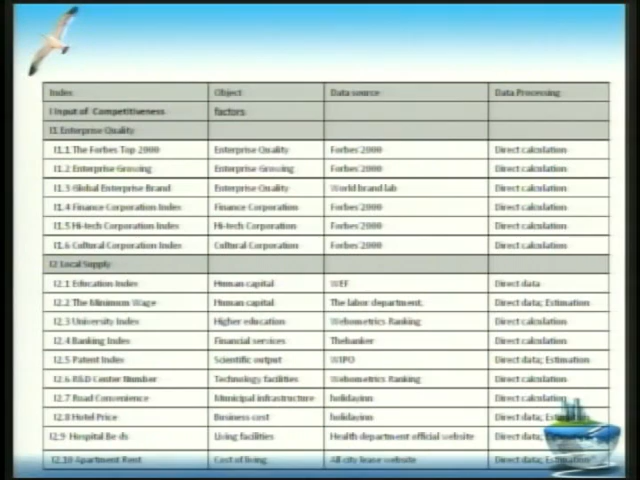 Index Object Data source Data Processing
I Input of Competitiveness factors
I1 Enterprise Quality
I1.1 The Forbes Top 2000 Enterprise Quality Forbes 2000 Direct calculation
I1.2 Enterprise Growing Enterprise Growing Forbes 2000 Direct calculation
I1.3 Global Enterprise Brand Enterprise Quality World brand lab Direct calculation
I1.4 Finance Corporation Index Finance Corporation Forbes 2000 Direct calculation
I1.5 Hi-tech Corporation Index Hi-tech Corporation Forbes 2000 Direct calculation
I1.6 Cultural Corporation Index Cultural Corporation Forbes 2000 Direct calculation
I2 Local Supply
I2.1 Education Index Human capital WEF Direct data
I2.2 The Minimum Wage Human capital The labor department. Direct data; Estimation
I2.3 University Index Higher education Webometrics Ranking Direct calculation
I2.4 Banking Index Financial services Thebanker Direct calculation
I2.5 Patent Index Scientific output WIPO Direct data; Estimation
I2.6 R&D Center Number Technology facilities Webometrics Ranking Direct calculation
I2.7 Road Convenience Municipal infrastructure holidayinn Direct calculation
I2.8 Hotel Price Business cost holidayinn Direct data;
I2.9 Hospital Beds Living facilities Health department official website Direct data;
I2.10 Apartment Rent Cost of living All city lease website Direct data; Estimation